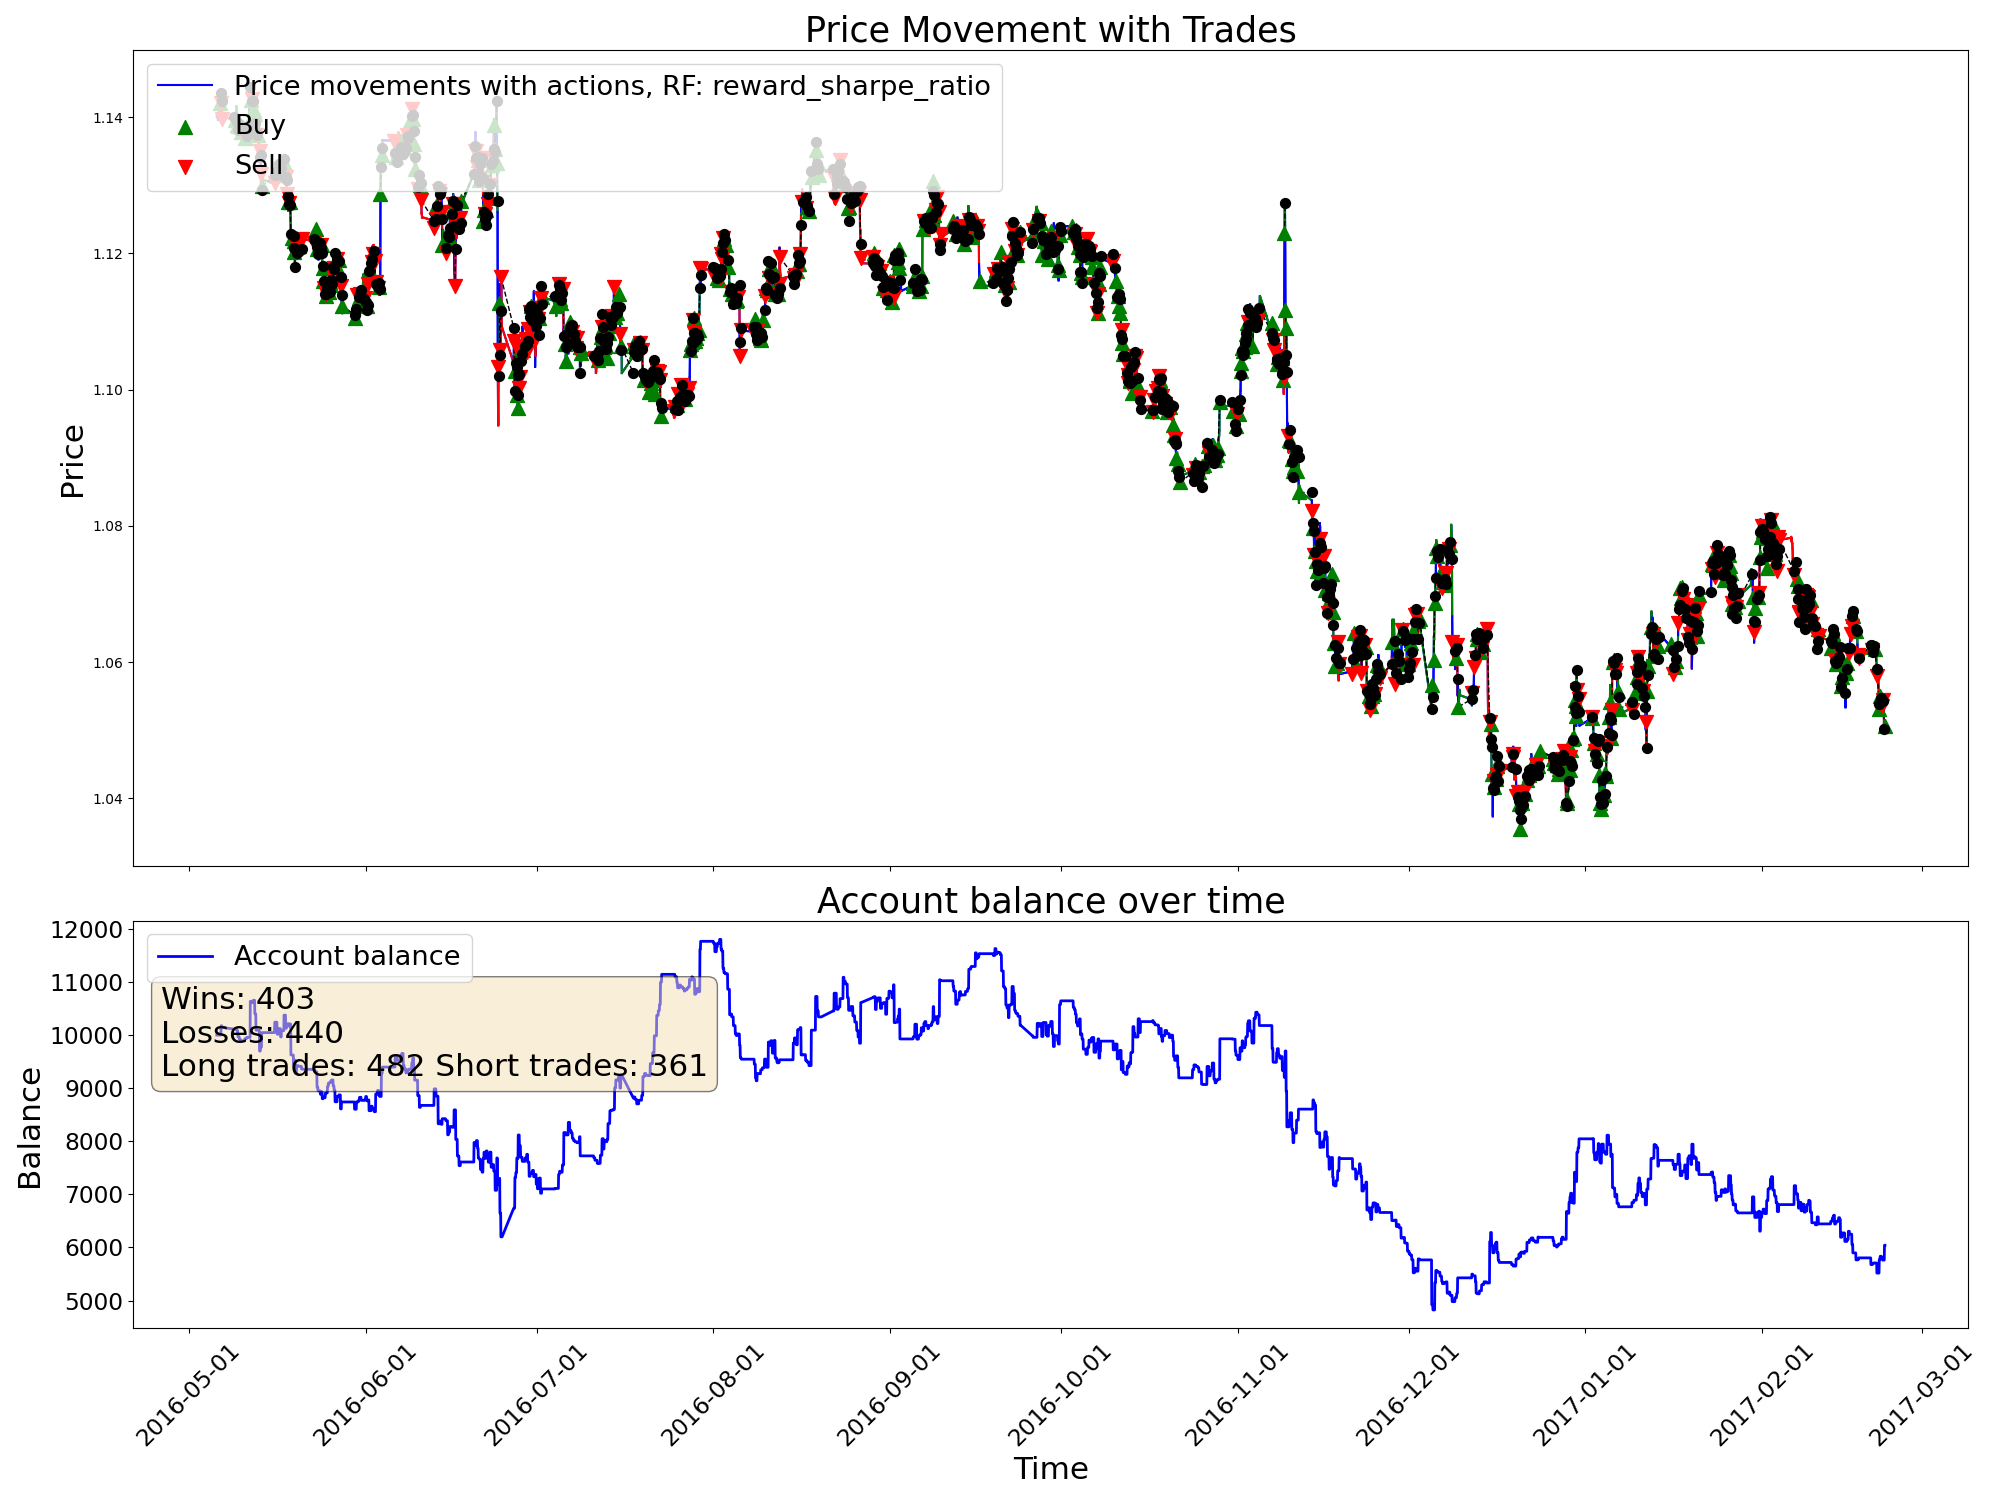 Price Movement with Trades
Price movements with actions, RF: reward_sharpe_ratio
Buy
Sell
1.14
1.12
1.10
1.08
1.06
1.04
Price
Account balance over time
Account balance
Wins: 403
Losses: 440
Long trades: 482 Short trades: 361
12000
11000
10000
9000
8000
7000
6000
5000
Balance
2016-05-01
2016-06-01
2016-07-01
2016-08-01
2016-09-01
2016-10-01
2016-11-01
2016-12-01
2017-01-01
2017-02-01
2017-03-01
Time